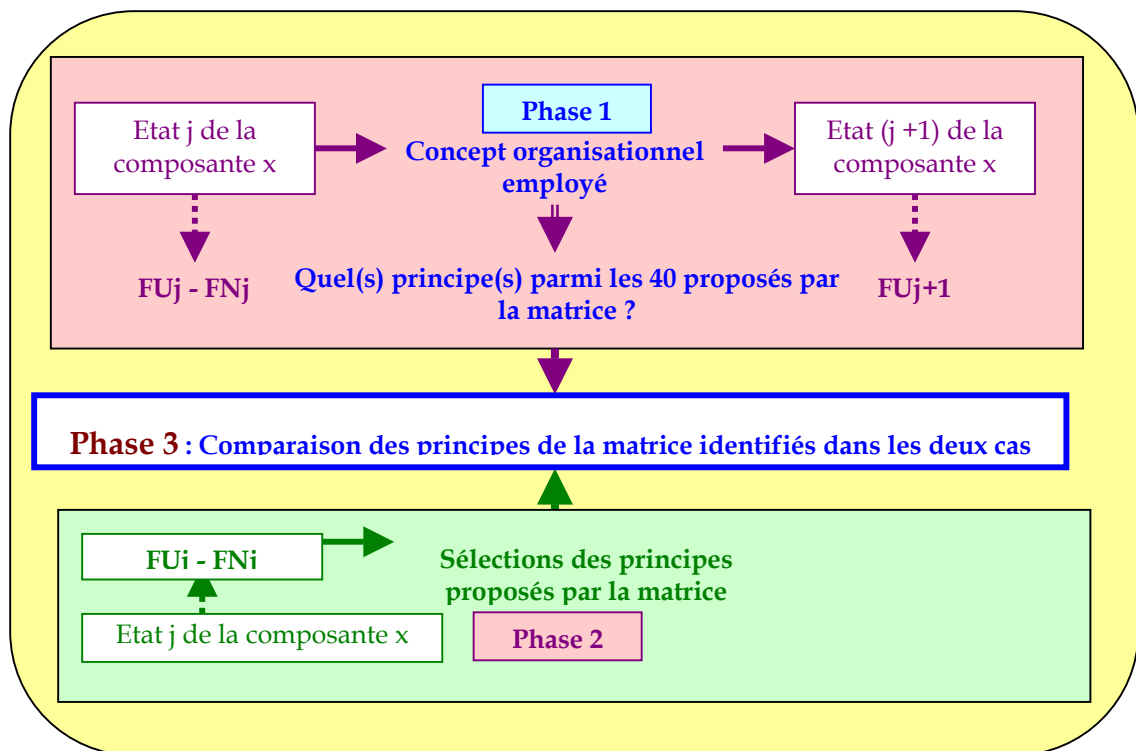 Phase 1
Etat j de la
composante x
Concept organisationnel
employé
Etat (j +1) de la
composante x
FUj - FNj
Quel(s) principe(s) parmi les 40 proposés par
la matrice ?
FUj+1
Phase 3 : Comparaison des principes de la matrice identifiés dans les deux cas
FUj - FNj
Sélections des principes
proposés par la matrice
Etat j de la composante x
Phase 2